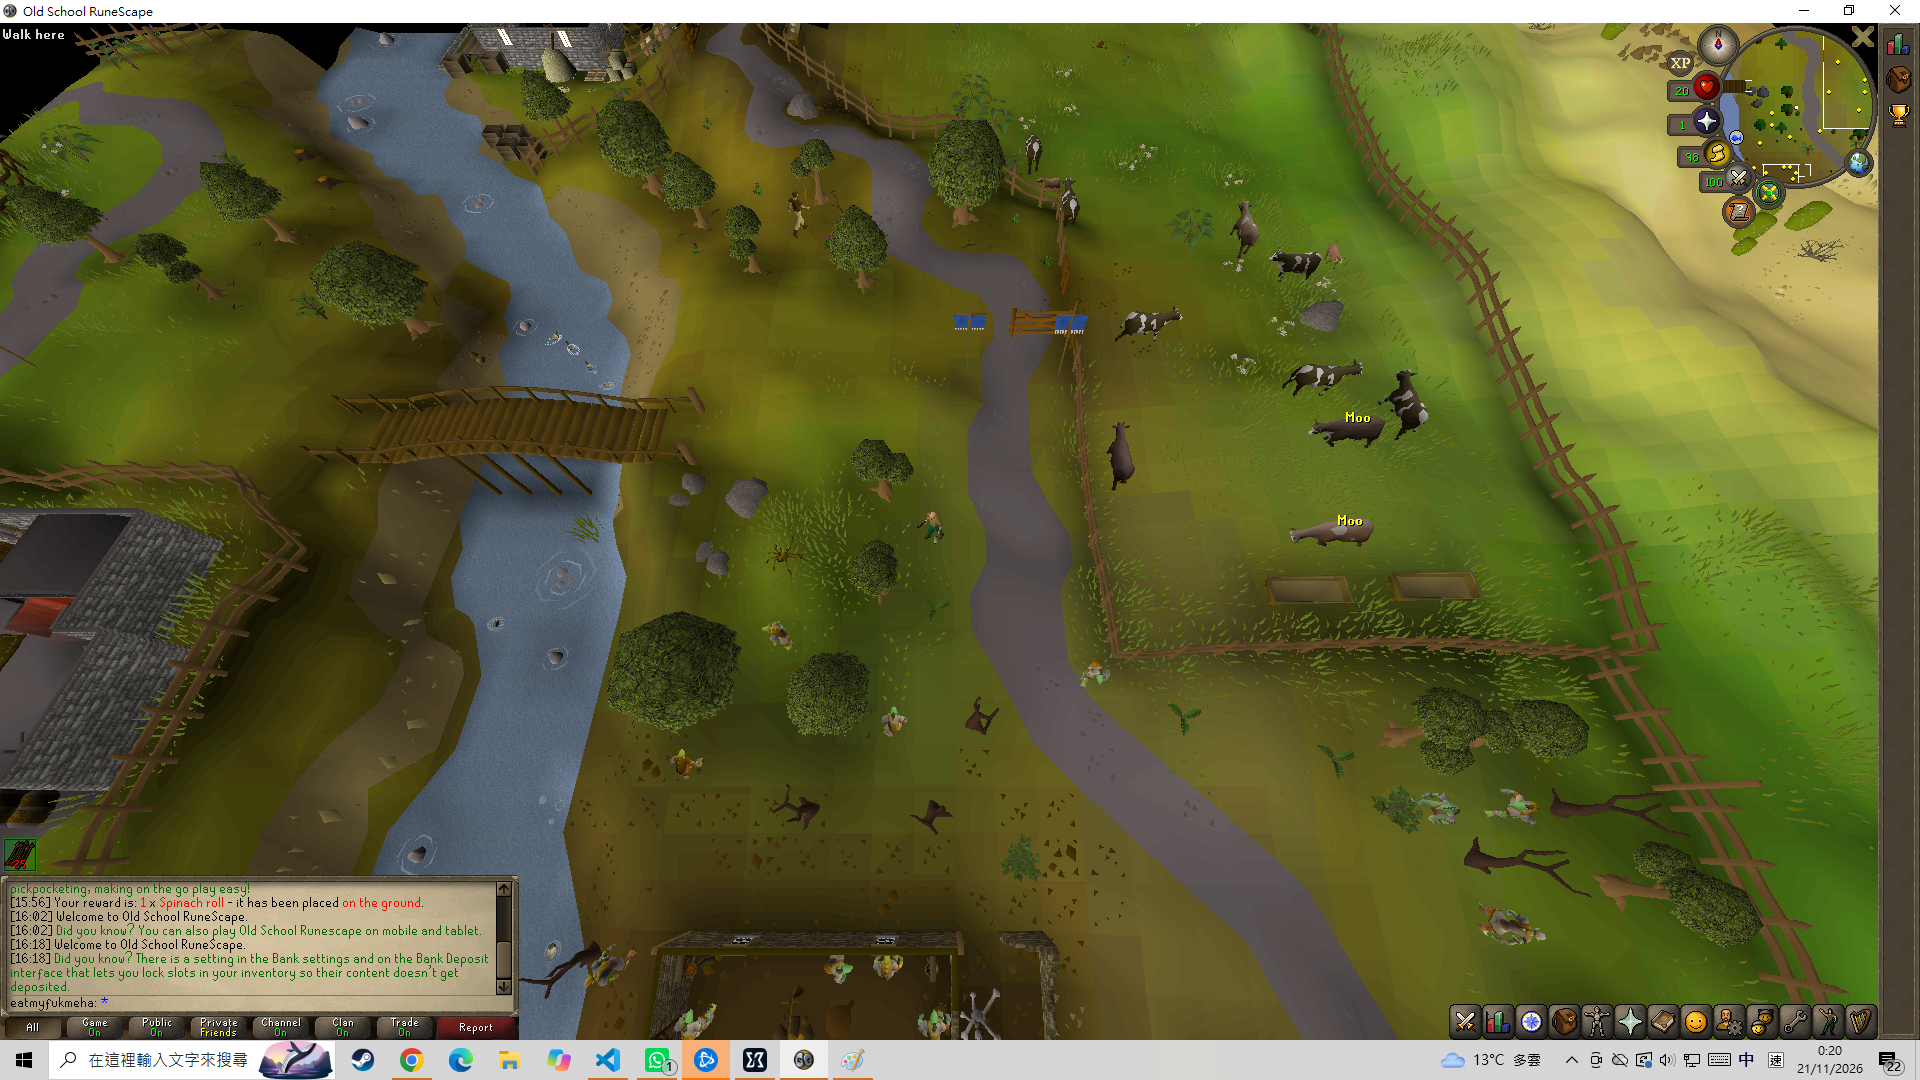 Old School RuneScape
Walk here
N
XP
20
1
98
100
Moo
Moo
25
pickpocketing, making on the go play easy!
[15:56] Your reward is: 1 x Spinach roll - it has been placed on the ground.
[16:02] Welcome to Old School RuneScape.
[16:02] Did you know? You can also play Old School Runescape on mobile and tablet.
[16:18] Welcome to Old School RuneScape.
[16:18] Did you know? There is a setting in the Bank settings and on the Bank Deposit
interface that lets you lock slots in your inventory so their content doesn't get
deposited.
eatmyfukmeha: *
All
Game
On
Public
On
Private
Friends
Channel
On
Clan
On
Trade
On
Report
在這裡輸入文字來搜尋
1
13°C 多雲
中
速
0:20
21/11/2026
22